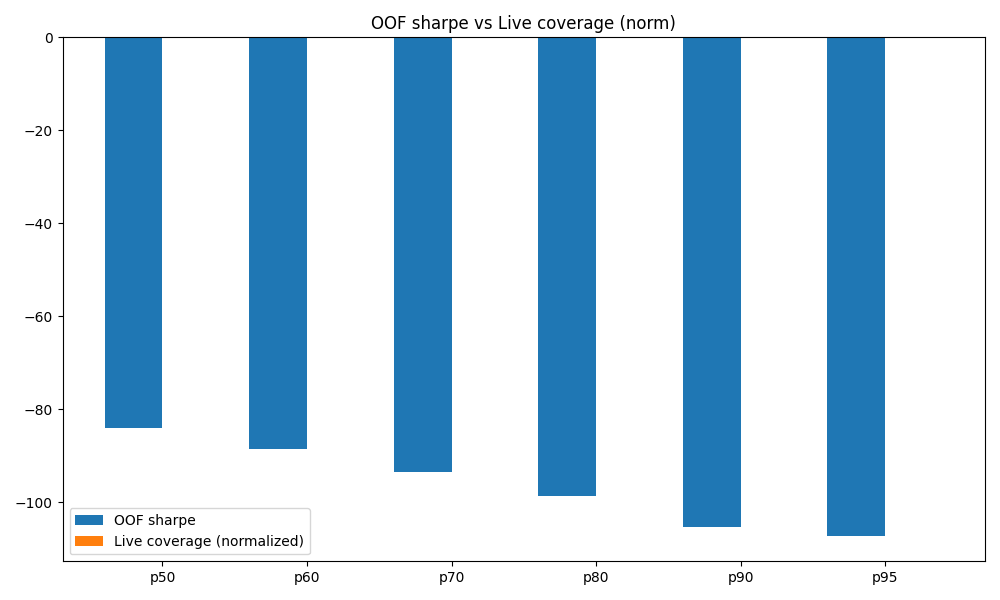 OOF sharpe vs Live coverage (norm)
0
−20
−40
−60
−80
−100
OOF sharpe
Live coverage (normalized)
p50 p60 p70 p80 p90 p95